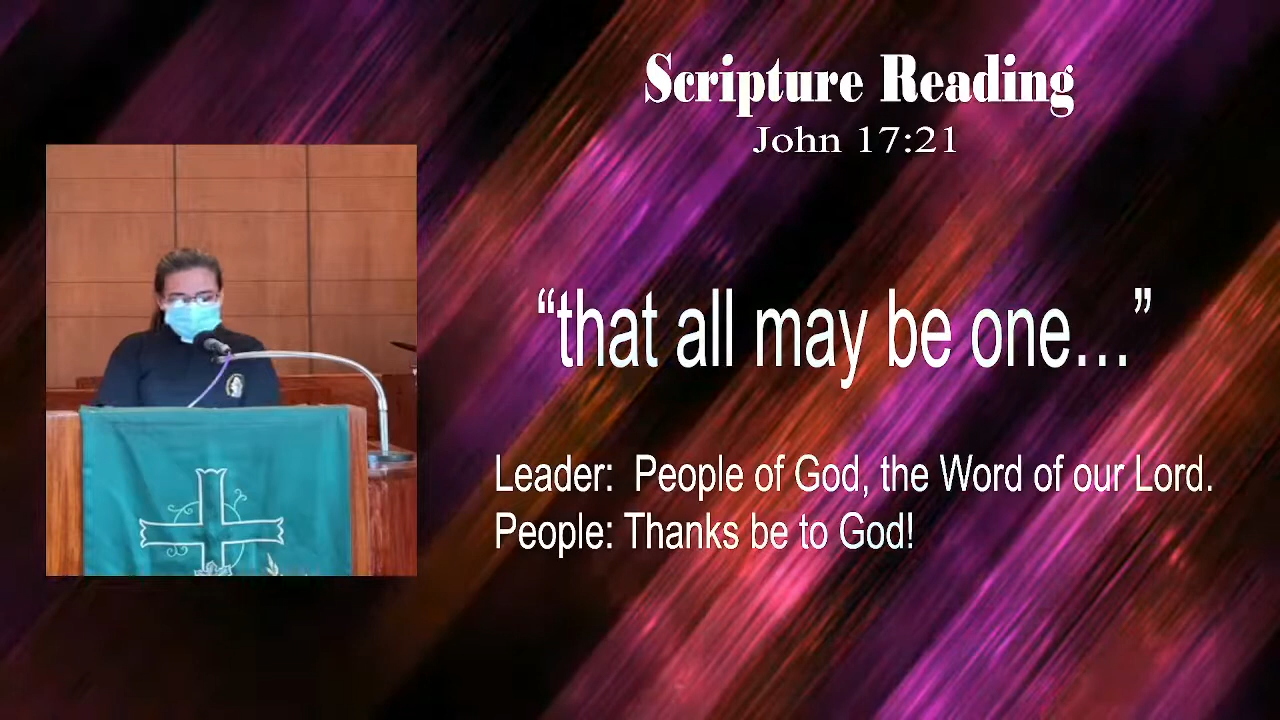 Scripture Reading
John 17:21
“that all may be one...”
Leader:  People of God, the Word of our Lord.
People: Thanks be to God!